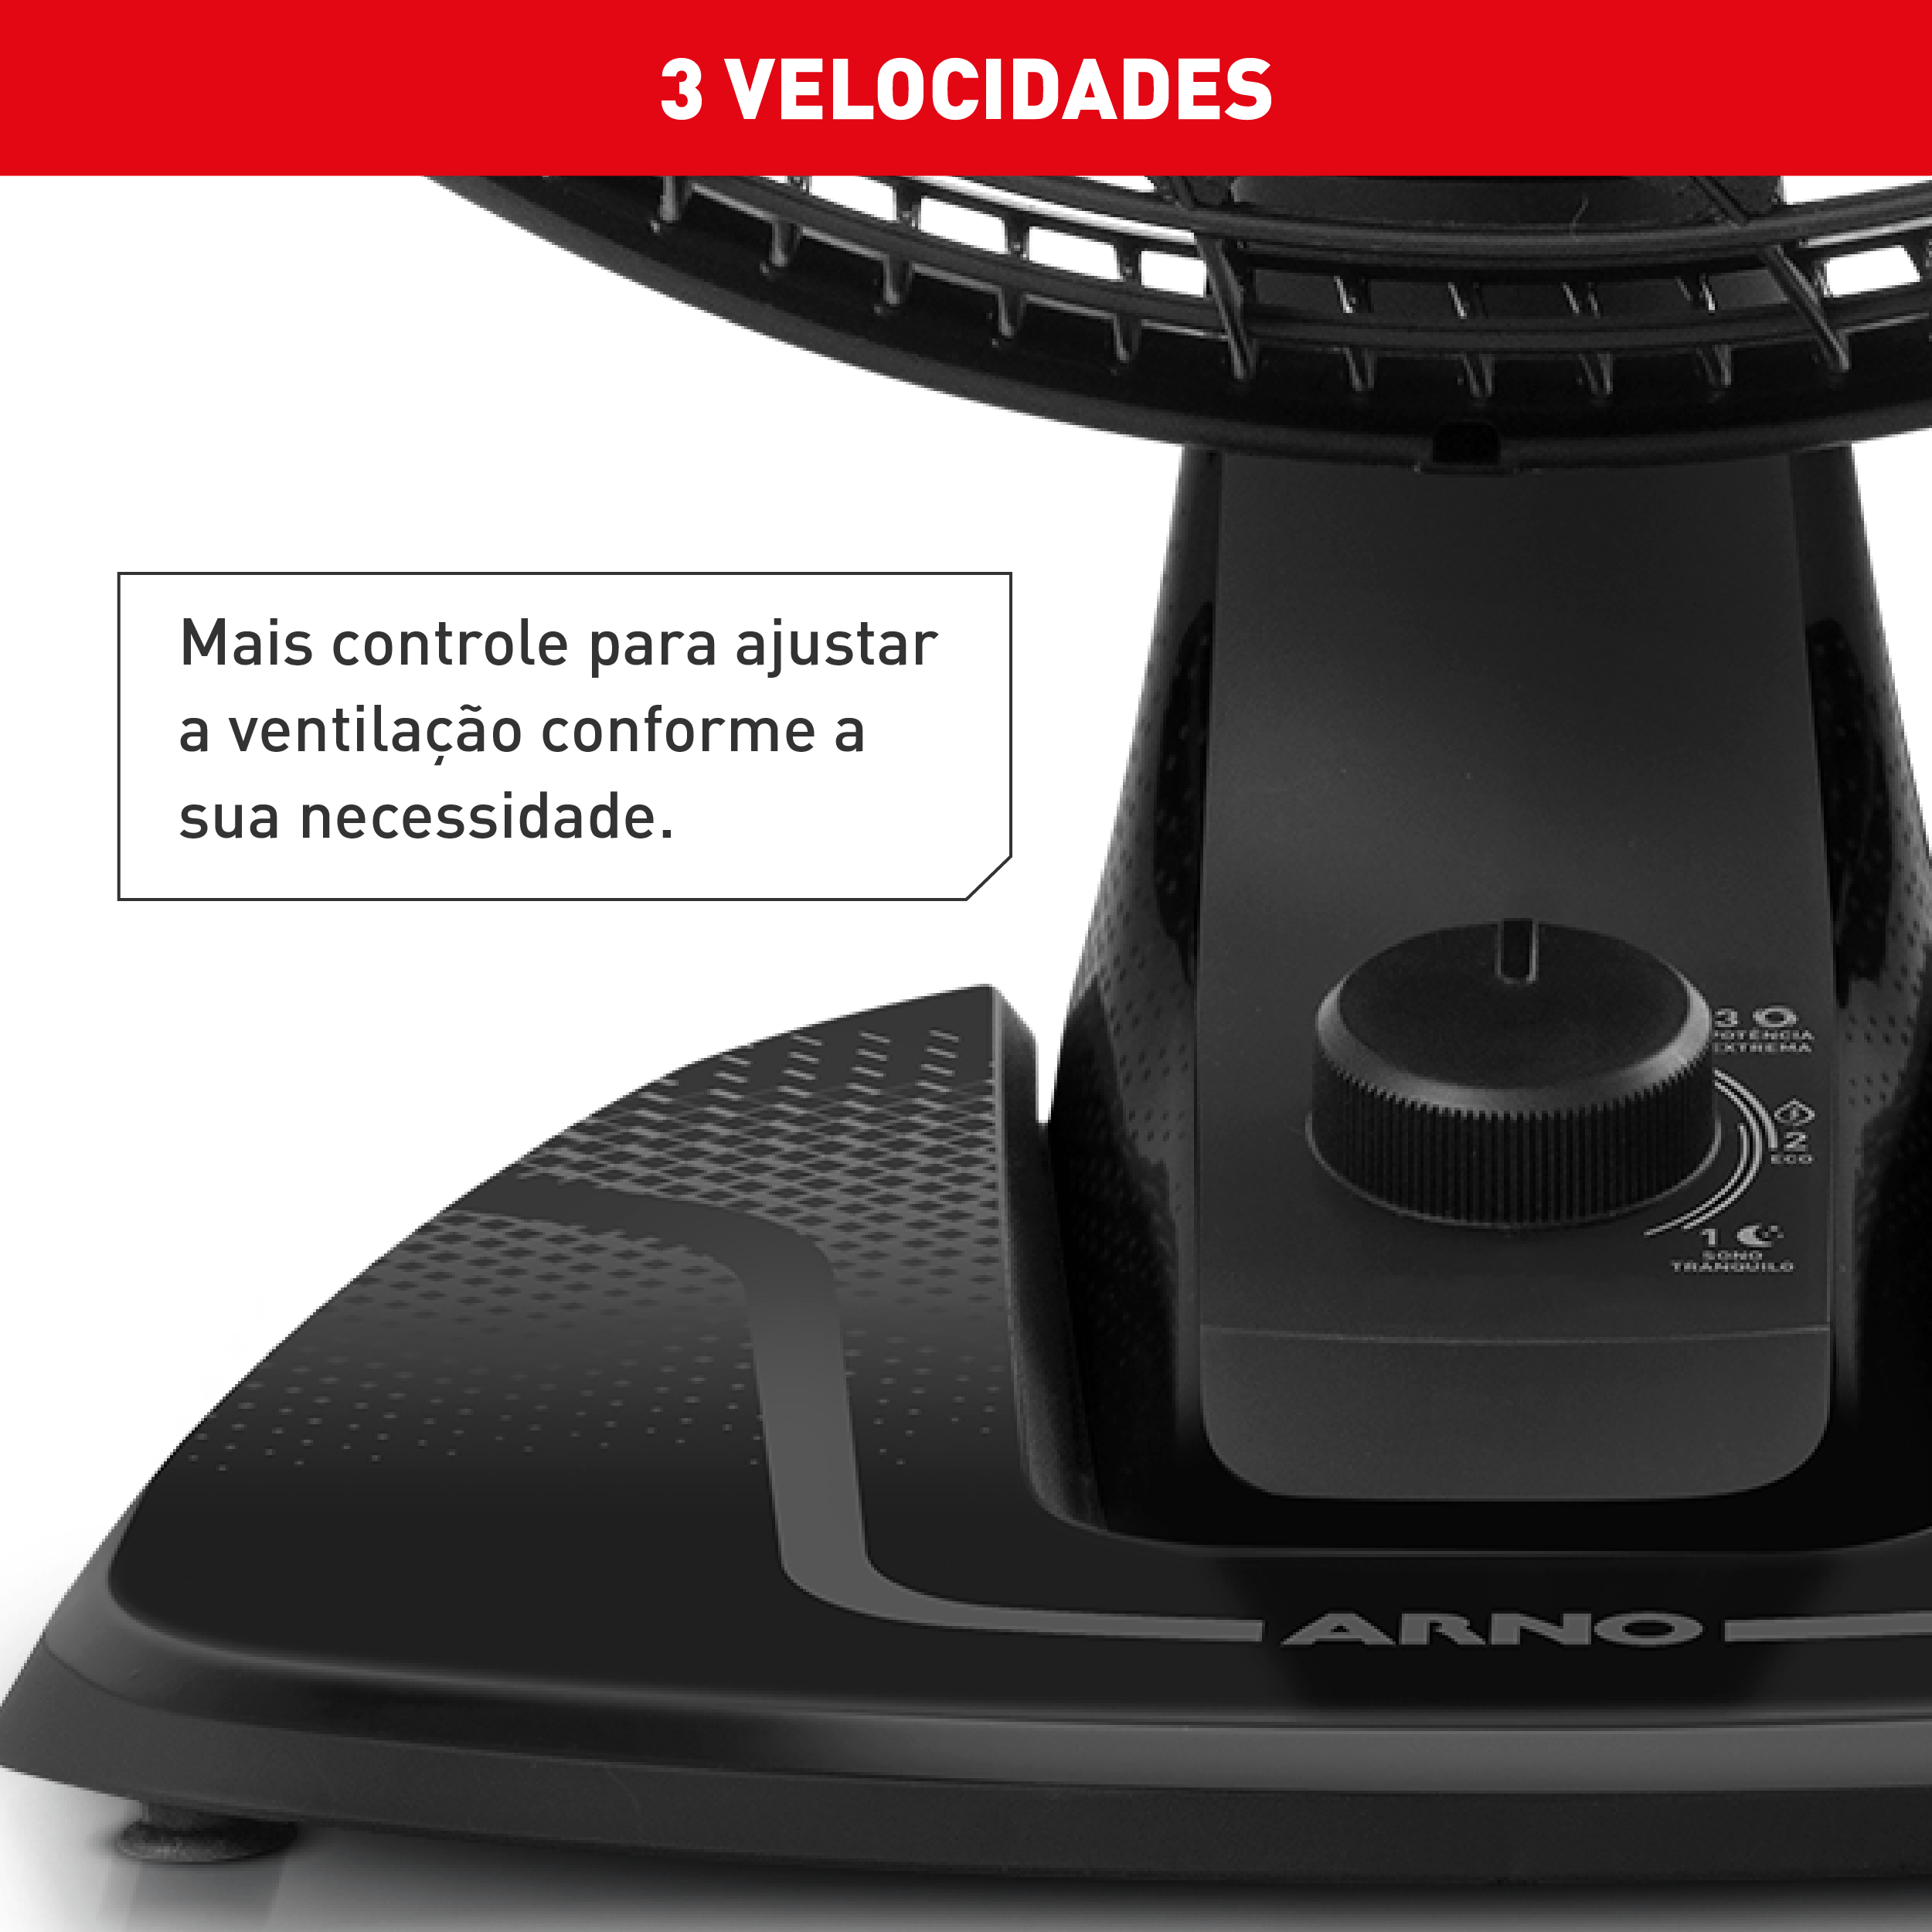 3 VELOCIDADES
Mais controle para ajustar
a ventilação conforme a
sua necessidade.
3
POTÊNCIA
EXTREMA
2
ECO
1
SONO
TRANQUILO
ARNO